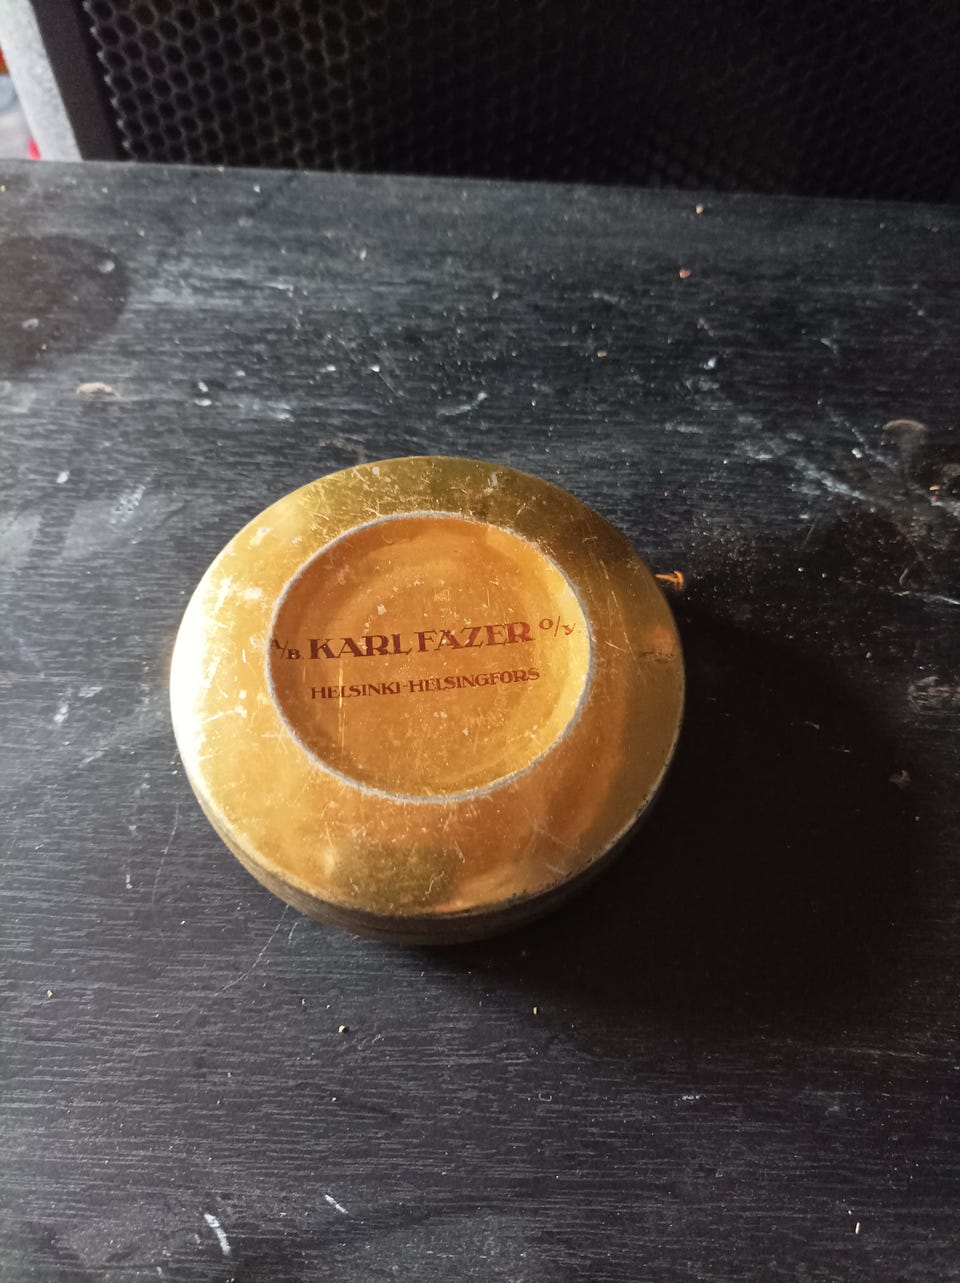 A/B. KARL FAZER O/Y.
HELSINKI-HELSINGFORS